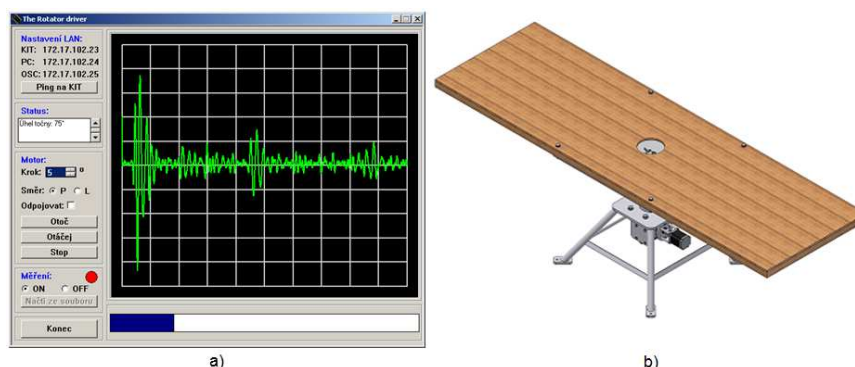 The Rotator driver
Nastavení LAN:
KIT: 172.17.102.23
PC: 172.17.102.24
OSC: 172.17.102.25
Ping na KIT
Status:
Úhel točny: 75°
Motor:
Krok: 5 °
Směr: P L
Odpojovat:
Otoč
Otáčej
Stop
Měření:
ON OFF
Načti ze souboru
Konec
a)
b)